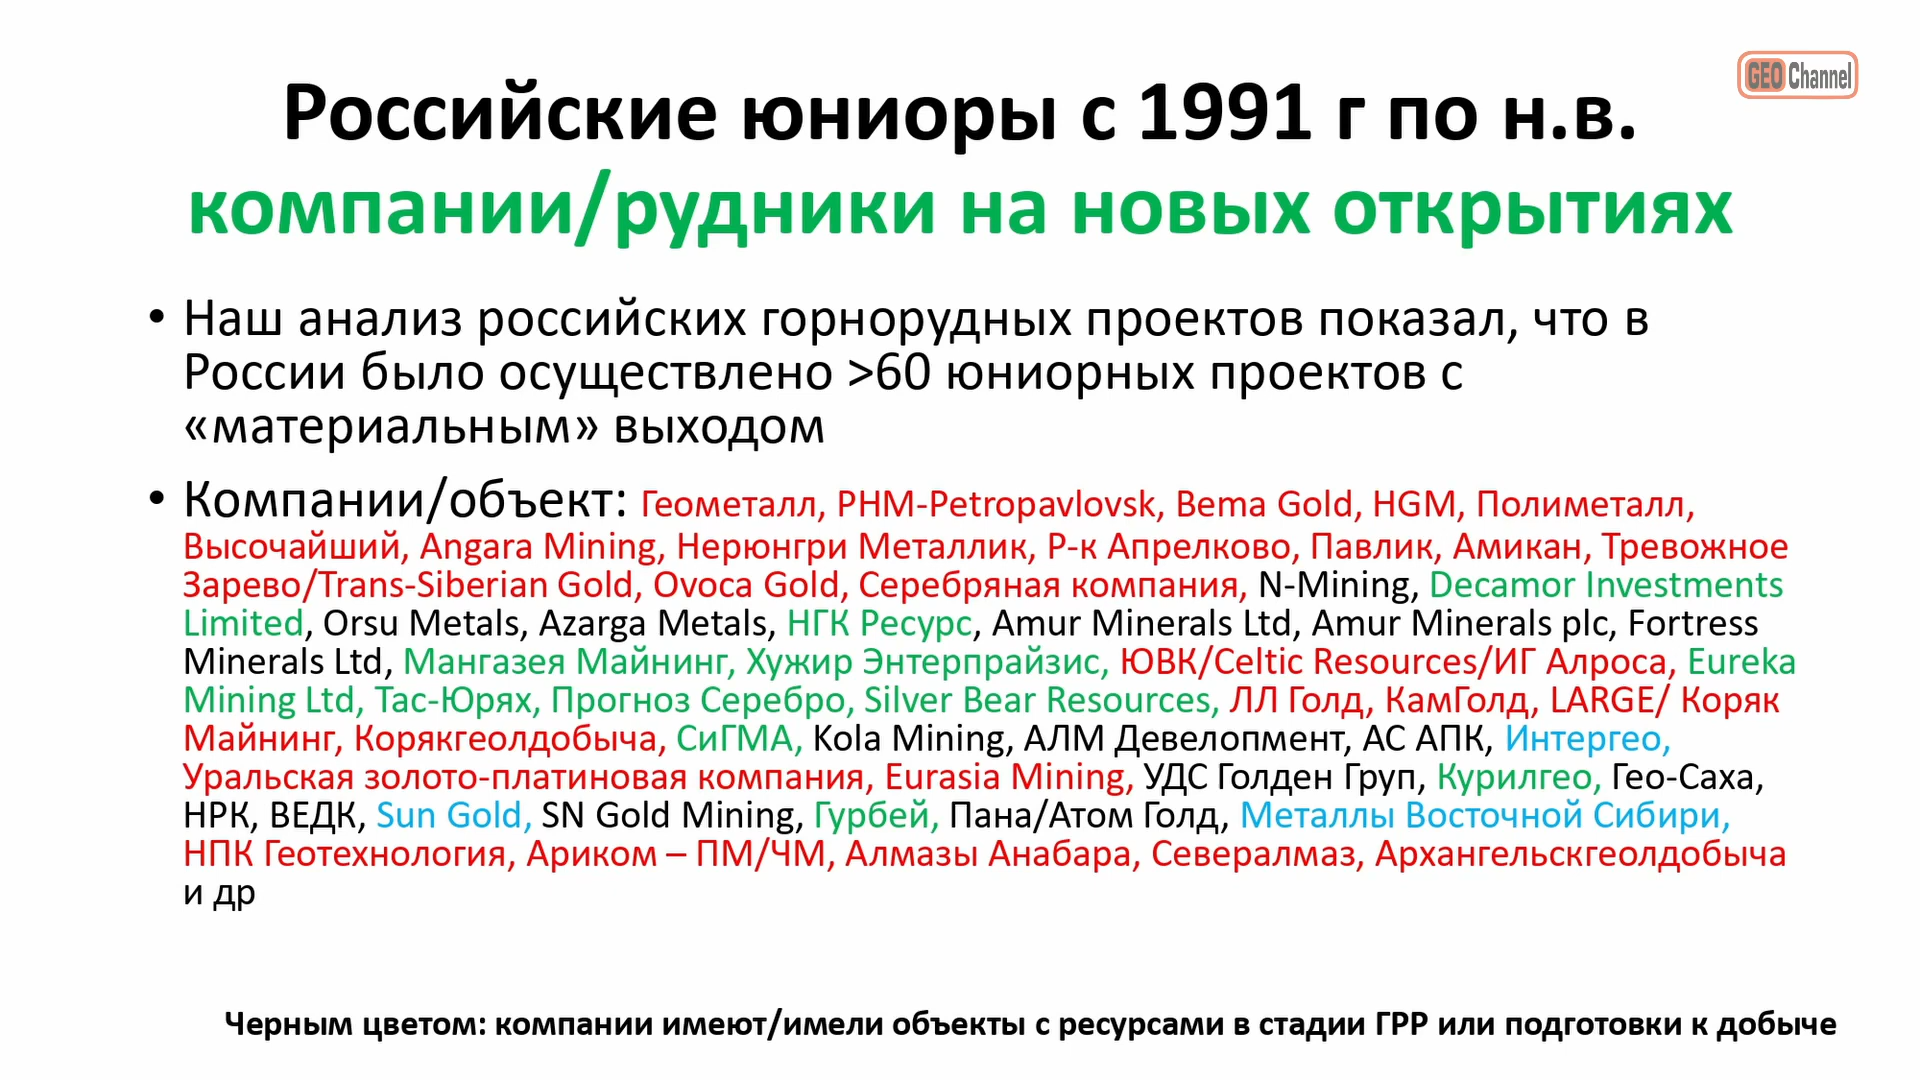 GEO Channel
Российские юниоры с 1991 г по н.в.
компании/рудники на новых открытиях
• Наш анализ российских горнорудных проектов показал, что в
России было осуществлено >60 юниорных проектов с
«материальным» выходом
• Компании/объект: Геометалл, PHM-Petropavlovsk, Bema Gold, HGM, Полиметалл,
Высочайший, Angara Mining, Нерюнгри Металлик, Р-к Апрелково, Павлик, Амикан, Тревожное
Зарево/Trans-Siberian Gold, Ovoca Gold, Серебряная компания, N-Mining, Decamor Investments
Limited, Orsu Metals, Azarga Metals, НГК Ресурс, Amur Minerals Ltd, Amur Minerals plc, Fortress
Minerals Ltd, Мангазея Майнинг, Хужир Энтерпрайзис, ЮВК/Celtic Resources/ИГ Алроса, Eureka
Mining Ltd, Тас-Юрях, Прогноз Серебро, Silver Bear Resources, ЛЛ Голд, КамГолд, LARGE/ Коряк
Майнинг, Корякгеолдобыча, СиГМА, Kola Mining, АЛМ Девелопмент, АС АПК, Интергео,
Уральская золото-платиновая компания, Eurasia Mining, УДС Голден Груп, Курилгео, Гео-Саха,
НРК, ВЕДК, Sun Gold, SN Gold Mining, Гурбей, Пана/Атом Голд, Металлы Восточной Сибири,
НПК Геотехнология, Ариком – ПМ/ЧМ, Алмазы Анабара, Севералмаз, Архангельскгеолдобыча
и др
Черным цветом: компании имеют/имели объекты с ресурсами в стадии ГРР или подготовки к добыче